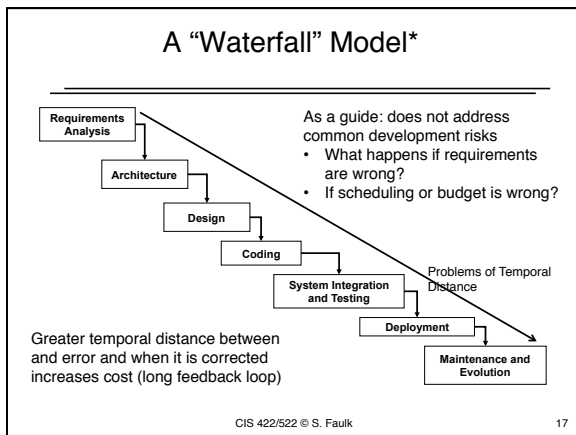 A “Waterfall” Model*
Requirements
Analysis
Architecture
Design
Coding
System Integration
and Testing
Deployment
Maintenance and
Evolution
As a guide: does not address
common development risks
• What happens if requirements
are wrong?
• If scheduling or budget is wrong?
Problems of Temporal
Distance
Greater temporal distance between
and error and when it is corrected
increases cost (long feedback loop)
CIS 422/522 © S. Faulk
17